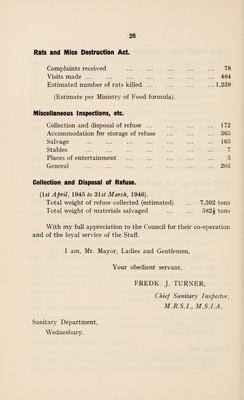 26
Rats and Mice Destruction Act.
Complaints received ... ... ... ... ... 78
Visits made ... ... ... ... ... ... ... 484
Estimated number of rats killed ... ... ... ... 1,239
(Estimate per Ministry of Food formula).
Miscellaneous Inspections, etc.
Collection and disposal of refuse ... ... ... ... 172
Accommodation for storage of refuse ... ... ... 365
Salvage ... ... ... ... ... ... ... 165
Stables ... ... ... ... ... ... ... 7
Places of entertainment ... ... ... ... ... 3
General ... ... ... ... ... ... ... 205
Collection and Disposal of Refuse.
(1st April, 1945 to 31st March, 1946).
Total weight of refuse collected (estimated) ... 7,592 tons
Total weight of materials salvaged ... 582½ tons
With my full appreciation to the Council for their co-operation
and of the loyal service of the Staff.
I am, Mr. Mayor, Ladies and Gentlemen,
Your obedient servant,
FREDK. J. TURNER,
Chief Sanitary Inspector,
M.R.S.I., M.S.I.A.
Sanitary Department,
Wednesbury.